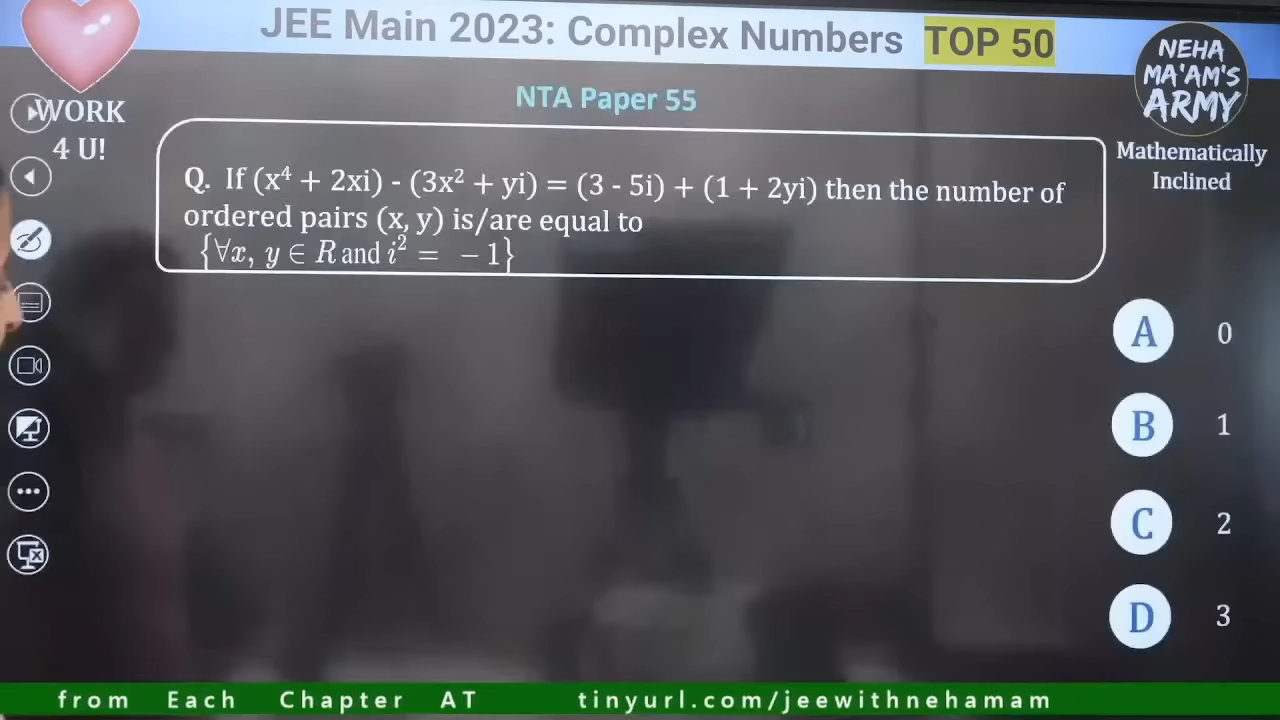 JEE Main 2023: Complex Numbers TOP 50
NEHA
MA'AM'S
ARMY
Mathematically
Inclined
WORK
4 U!
NTA Paper 55
Q. If (x⁴ + 2xi) - (3x² + yi) = (3 - 5i) + (1 + 2yi) then the number of
ordered pairs (x, y) is/are equal to
{∀x, y ∈ R and i² = -1}
A 0
B 1
C 2
D 3
from Each Chapter AT tinyurl.com/jeewithnehamam